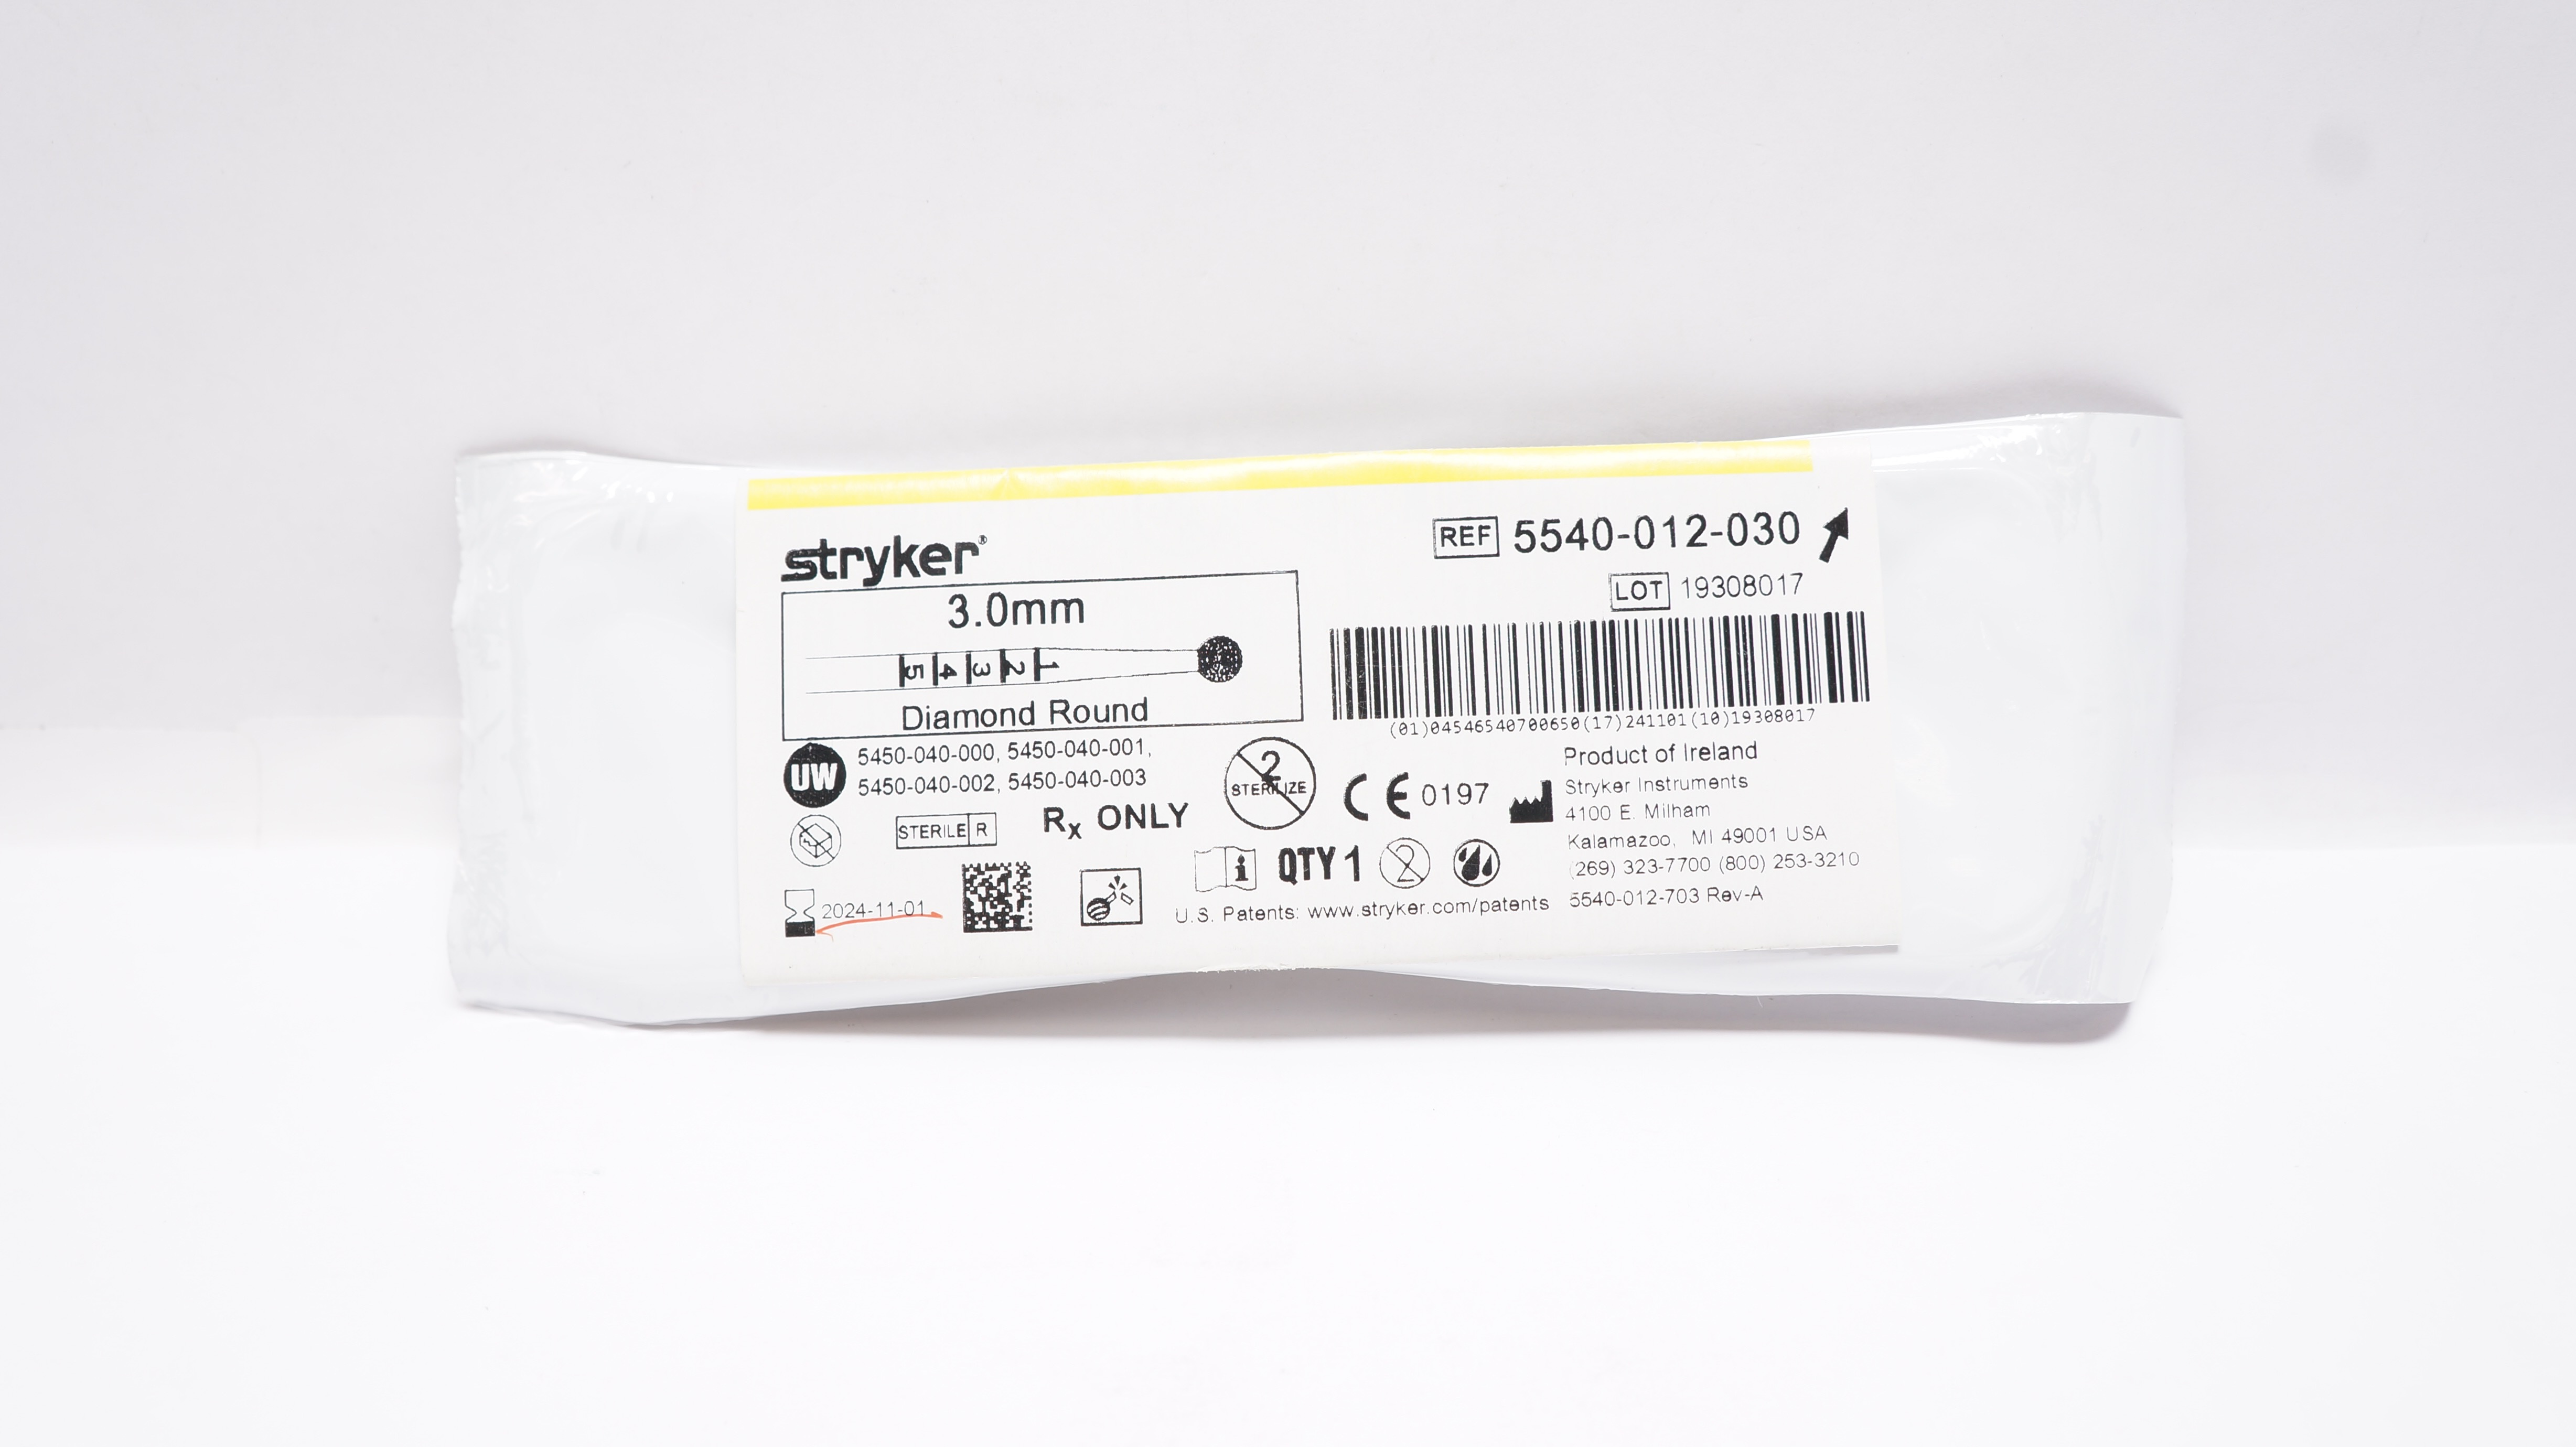 stryker®
REF 5540-012-030
LOT 19308017
3.0mm
5 4 3 2 1
Diamond Round
(01)04546540700650(17)241101(10)19308017
UW 5450-040-000, 5450-040-001,
5450-040-002, 5450-040-003
STERILE R
Rx ONLY
2 STERILIZE
CE 0197
Product of Ireland
Stryker Instruments
4100 E. Milham
Kalamazoo, MI 49001 USA
(269) 323-7700 (800) 253-3210
5540-012-703 Rev-A
i QTY 1 2
2024-11-01
U.S. Patents: www.stryker.com/patents